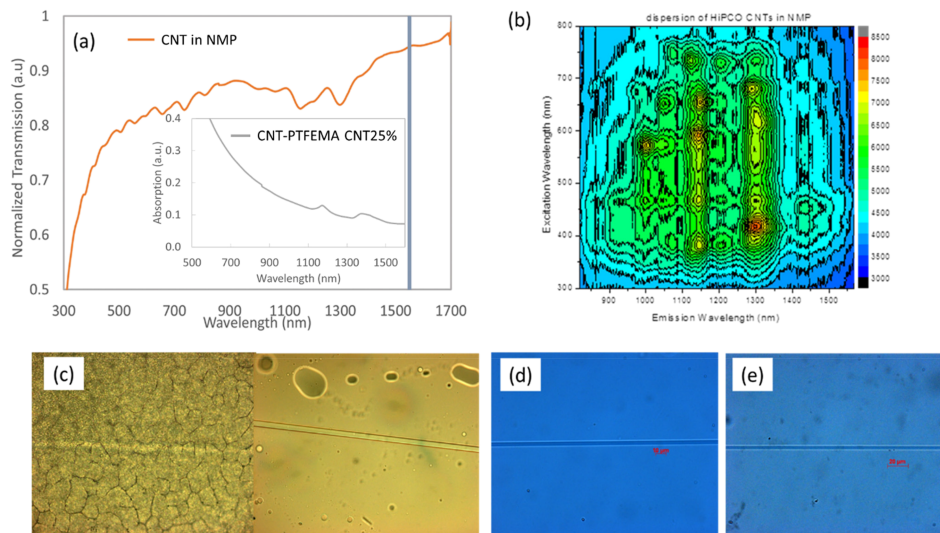 (a)
CNT in NMP
Normalized Transmission (a.u)
1
0.9
0.8
0.7
0.6
0.5
300 500 700 900 1100 1300 1500 1700
Wavelength (nm)
CNT-PTFEMA CNT25%
Absorption (a.u.)
0.4
0.3
0.2
0.1
0.0
500 700 900 1100 1300 1500
Wavelength (nm)
(b)
dispersion of HiPCO CNTs in NMP
Excitation Wavelength (nm)
800
700
600
500
400
300
900 1000 1100 1200 1300 1400 1500
Emission Wavelength (nm)
8500
8000
7500
7000
6500
6000
5500
5000
4500
4000
3500
3000
(c)
(d)
(e)
20 μm